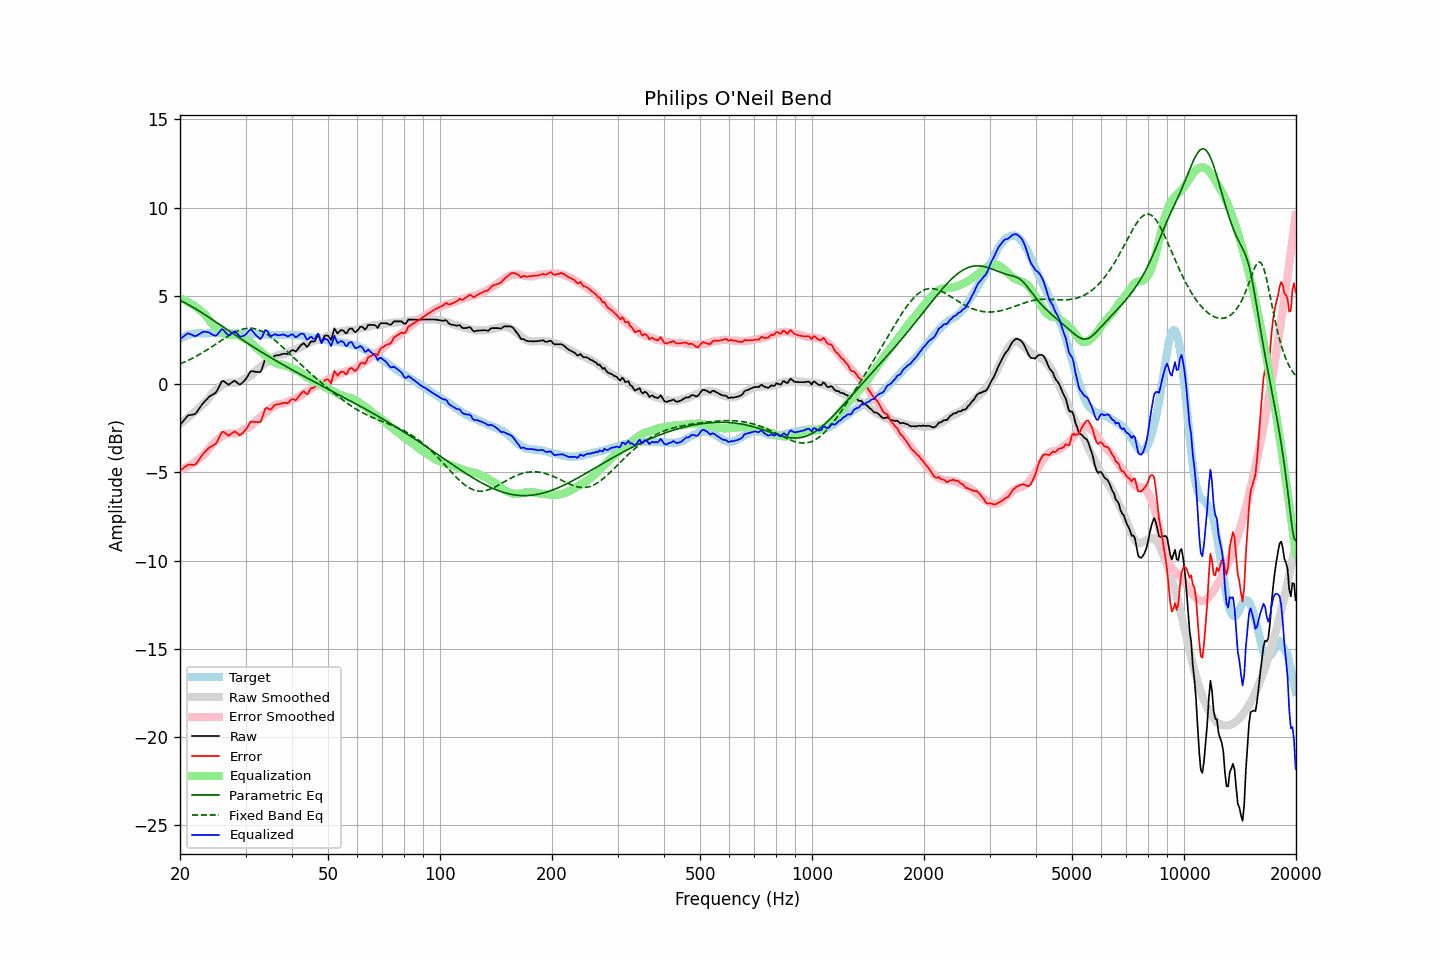 Philips O'Neil Bend
Amplitude (dBr)
15
10
5
0
−5
−10
−15
−20
−25
Target
Raw Smoothed
Error Smoothed
Raw
Error
Equalization
Parametric Eq
Fixed Band Eq
Equalized
20 50 100 200 500 1000 2000 5000 10000 20000
Frequency (Hz)